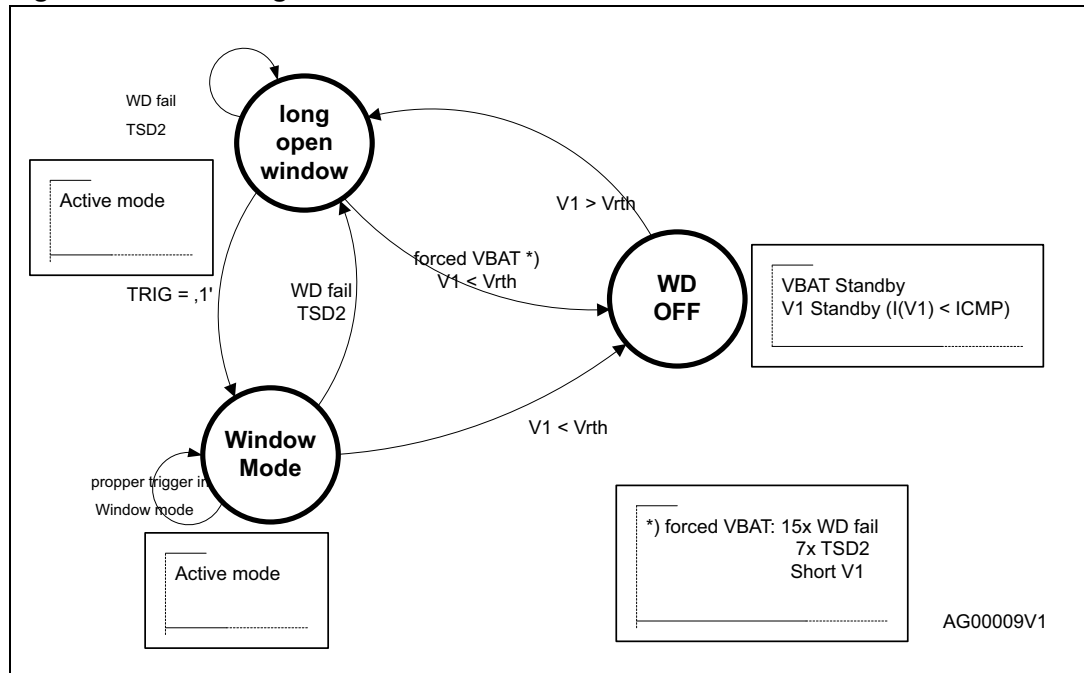 WD fail
TSD2
long
open
window
Active mode
V1 > Vrth
forced VBAT *)
V1 < Vrth
WD
OFF
VBAT Standby
V1 Standby (I(V1) < ICMP)
TRIG = ‚1'
WD fail
TSD2
V1 < Vrth
Window
Mode
propper trigger in
Window mode
Active mode
*) forced VBAT: 15x WD fail
7x TSD2
Short V1
AG00009V1